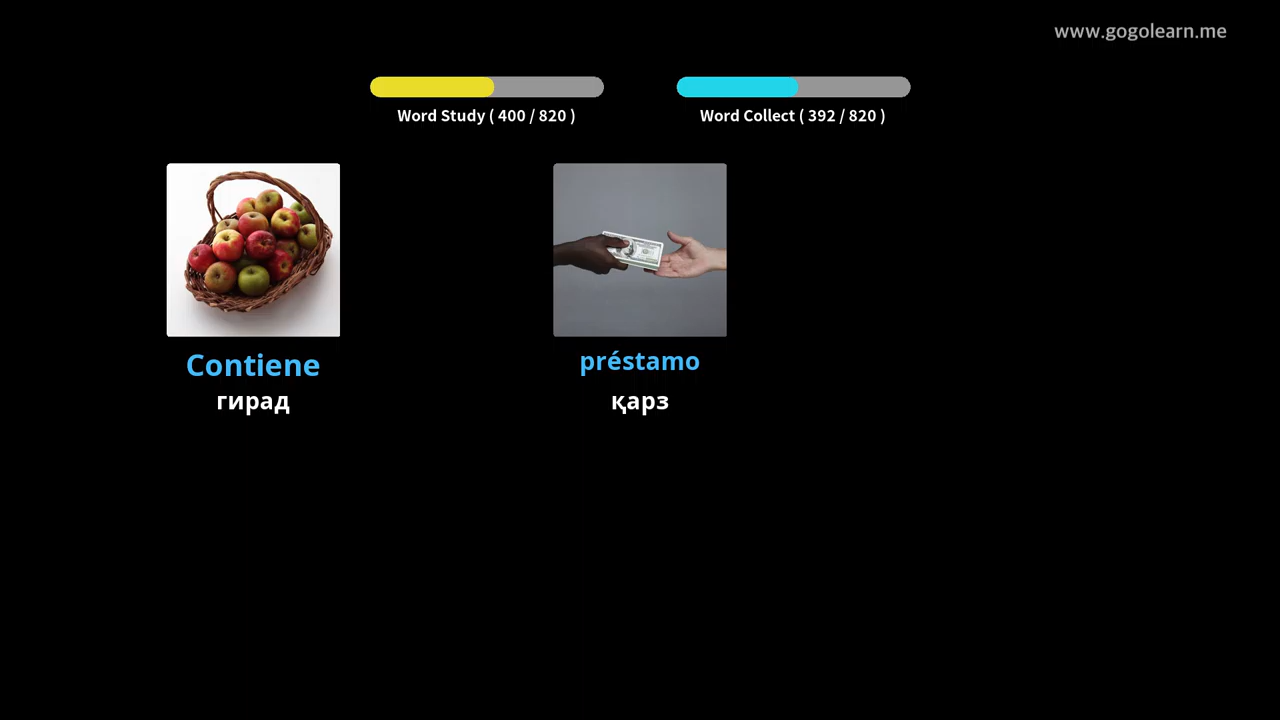 www.gogolearn.me
Word Study ( 400 / 820 )
Word Collect ( 392 / 820 )
Contiene
гирад
préstamo
қарз